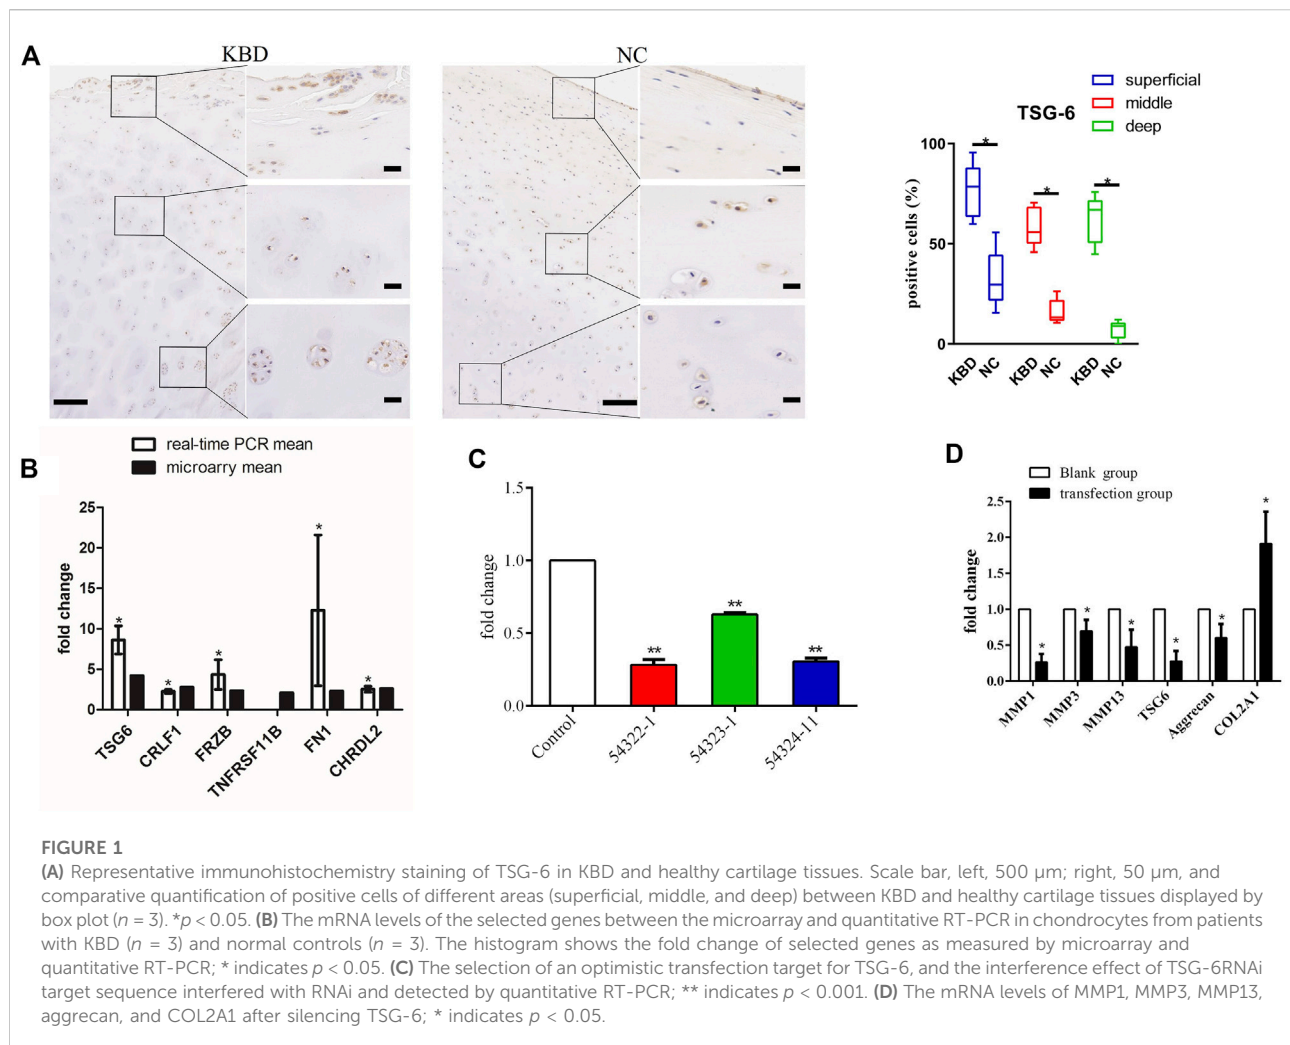 A
KBD
NC
superficial
middle
deep
TSG-6
*
*
*
positive cells (%)
100
50
0
KBD
NC
KBD
NC
KBD
NC
B
real-time PCR mean
microarry mean
fold change
25
20
15
10
5
0
*
*
*
*
*
TSG6
CRLF1
FRZB
TNFRSF11B
FN1
CHRDL2
C
fold change
1.5
1.0
0.5
0.0
**
**
**
Control
54322-1
54323-1
54324-11
D
Blank group
transfection group
fold change
2.5
2.0
1.5
1.0
0.5
0.0
*
*
*
*
*
*
MMP1
MMP3
MMP13
TSG6
Aggrecan
COL2A1
FIGURE 1
(A) Representative immunohistochemistry staining of TSG-6 in KBD and healthy cartilage tissues. Scale bar, left, 500 µm; right, 50 µm, and
comparative quantification of positive cells of different areas (superficial, middle, and deep) between KBD and healthy cartilage tissues displayed by
box plot (n = 3). *p < 0.05. (B) The mRNA levels of the selected genes between the microarray and quantitative RT-PCR in chondrocytes from patients
with KBD (n = 3) and normal controls (n = 3). The histogram shows the fold change of selected genes as measured by microarray and
quantitative RT-PCR; * indicates p < 0.05. (C) The selection of an optimistic transfection target for TSG-6, and the interference effect of TSG-6RNAi
target sequence interfered with RNAi and detected by quantitative RT-PCR; ** indicates p < 0.001. (D) The mRNA levels of MMP1, MMP3, MMP13,
aggrecan, and COL2A1 after silencing TSG-6; * indicates p < 0.05.